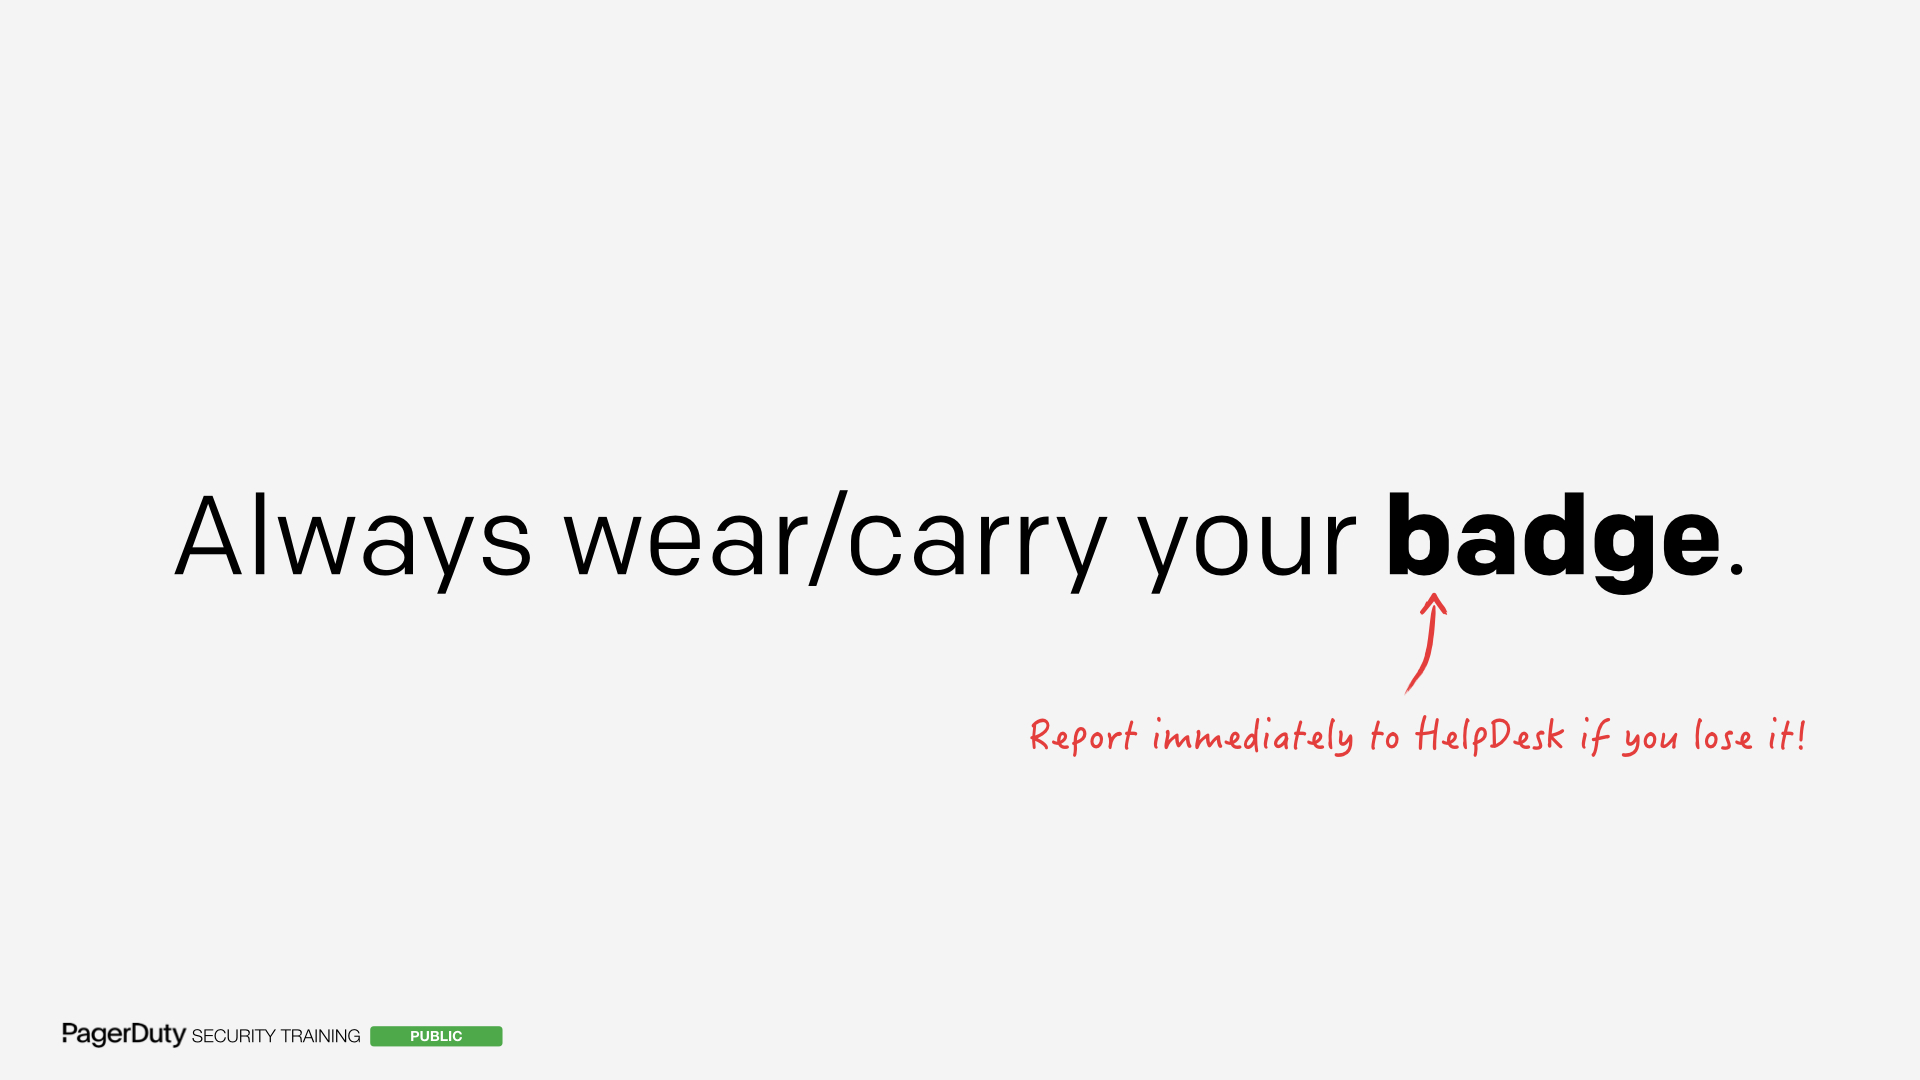 Always wear/carry your badge.
Report immediately to HelpDesk if you lose it!
PagerDuty SECURITY TRAINING PUBLIC